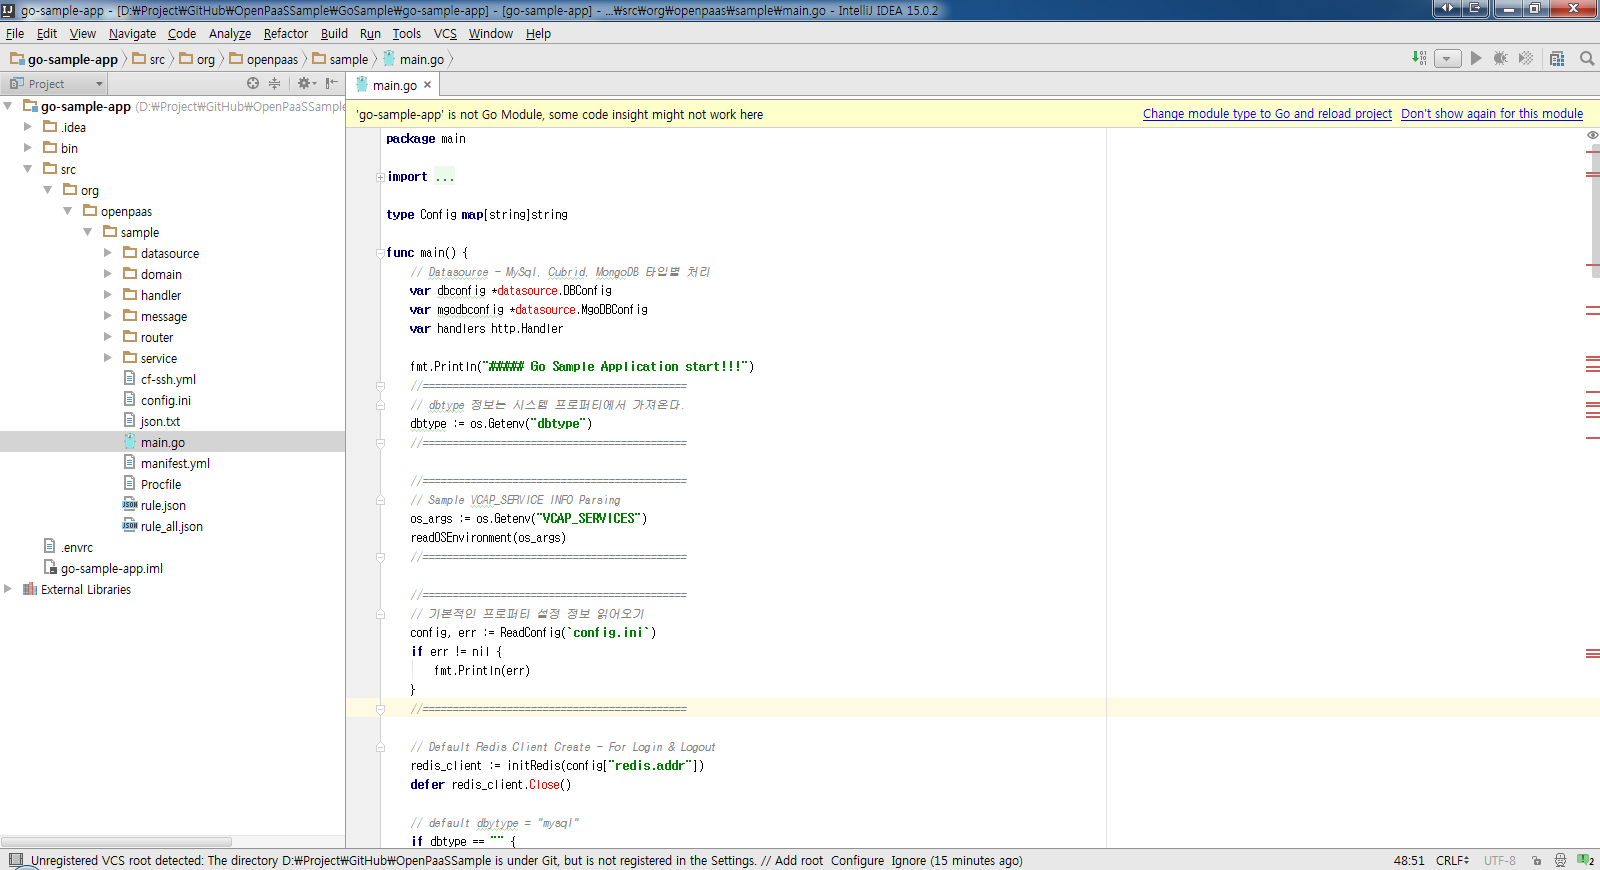 go-sample-app - [D:₩Project₩GitHub₩OpenPaaSSample₩GoSample₩go-sample-app] - [go-sample-app] - ...₩src₩org₩openpaas₩sample₩main.go - IntelliJ IDEA 15.0.2
File Edit View Navigate Code Analyze Refactor Build Run Tools VCS Window Help
go-sample-app src org openpaas sample main.go
Project
main.go
go-sample-app (D:₩Project₩GitHub₩OpenPaaSSample
.idea
bin
src
org
openpaas
sample
datasource
domain
handler
message
router
service
cf-ssh.yml
config.ini
json.txt
main.go
manifest.yml
Procfile
rule.json
rule_all.json
.envrc
go-sample-app.iml
External Libraries
'go-sample-app' is not Go Module, some code insight might not work here
Change module type to Go and reload project Don't show again for this module
package main
import ...
type Config map[string]string
func main() {
// Datasource - MySql, Cubrid, MongoDB 타입별 처리
var dbconfig *datasource.DBConfig
var mgodbconfig *datasource.MgoDBConfig
var handlers http.Handler
fmt.Println("##### Go Sample Application start!!!")
//============================================
// dbtype 정보는 시스템 프로퍼티에서 가져온다.
dbtype := os.Getenv("dbtype")
//============================================
//============================================
// Sample VCAP_SERVICE INFO Parsing
os_args := os.Getenv("VCAP_SERVICES")
readOSEnvironment(os_args)
//============================================
//============================================
// 기본적인 프로퍼티 설정 정보 읽어오기
config, err := ReadConfig(`config.ini`)
if err != nil {
fmt.Println(err)
}
//============================================
// Default Redis Client Create - For Login & Logout
redis_client := initRedis(config["redis.addr"])
defer redis_client.Close()
// default dbytype = "mysql"
if dbtype == "" {
Unregistered VCS root detected: The directory D:₩Project₩GitHub₩OpenPaaSSample is under Git, but is not registered in the Settings. // Add root Configure Ignore (15 minutes ago)
48:51 CRLF UTF-8 2